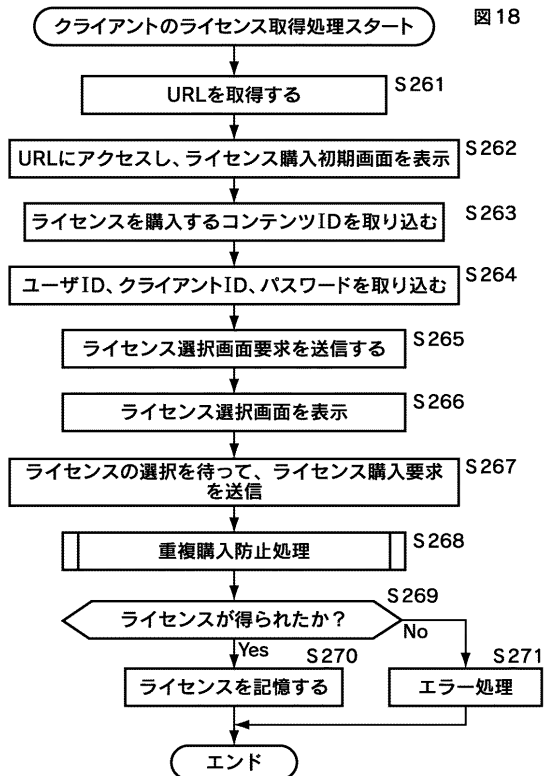 図18
クライアントのライセンス取得処理スタート
URLを取得する
S261
URLにアクセスし、ライセンス購入初期画面を表示
S262
ライセンスを購入するコンテンツIDを取り込む
S263
ユーザID、クライアントID、パスワードを取り込む
S264
ライセンス選択画面要求を送信する
S265
ライセンス選択画面を表示
S266
ライセンスの選択を待って、ライセンス購入要求
を送信
S267
重複購入防止処理
S268
ライセンスが得られたか？
S269
Yes
No
ライセンスを記憶する
S270
エラー処理
S271
エンド